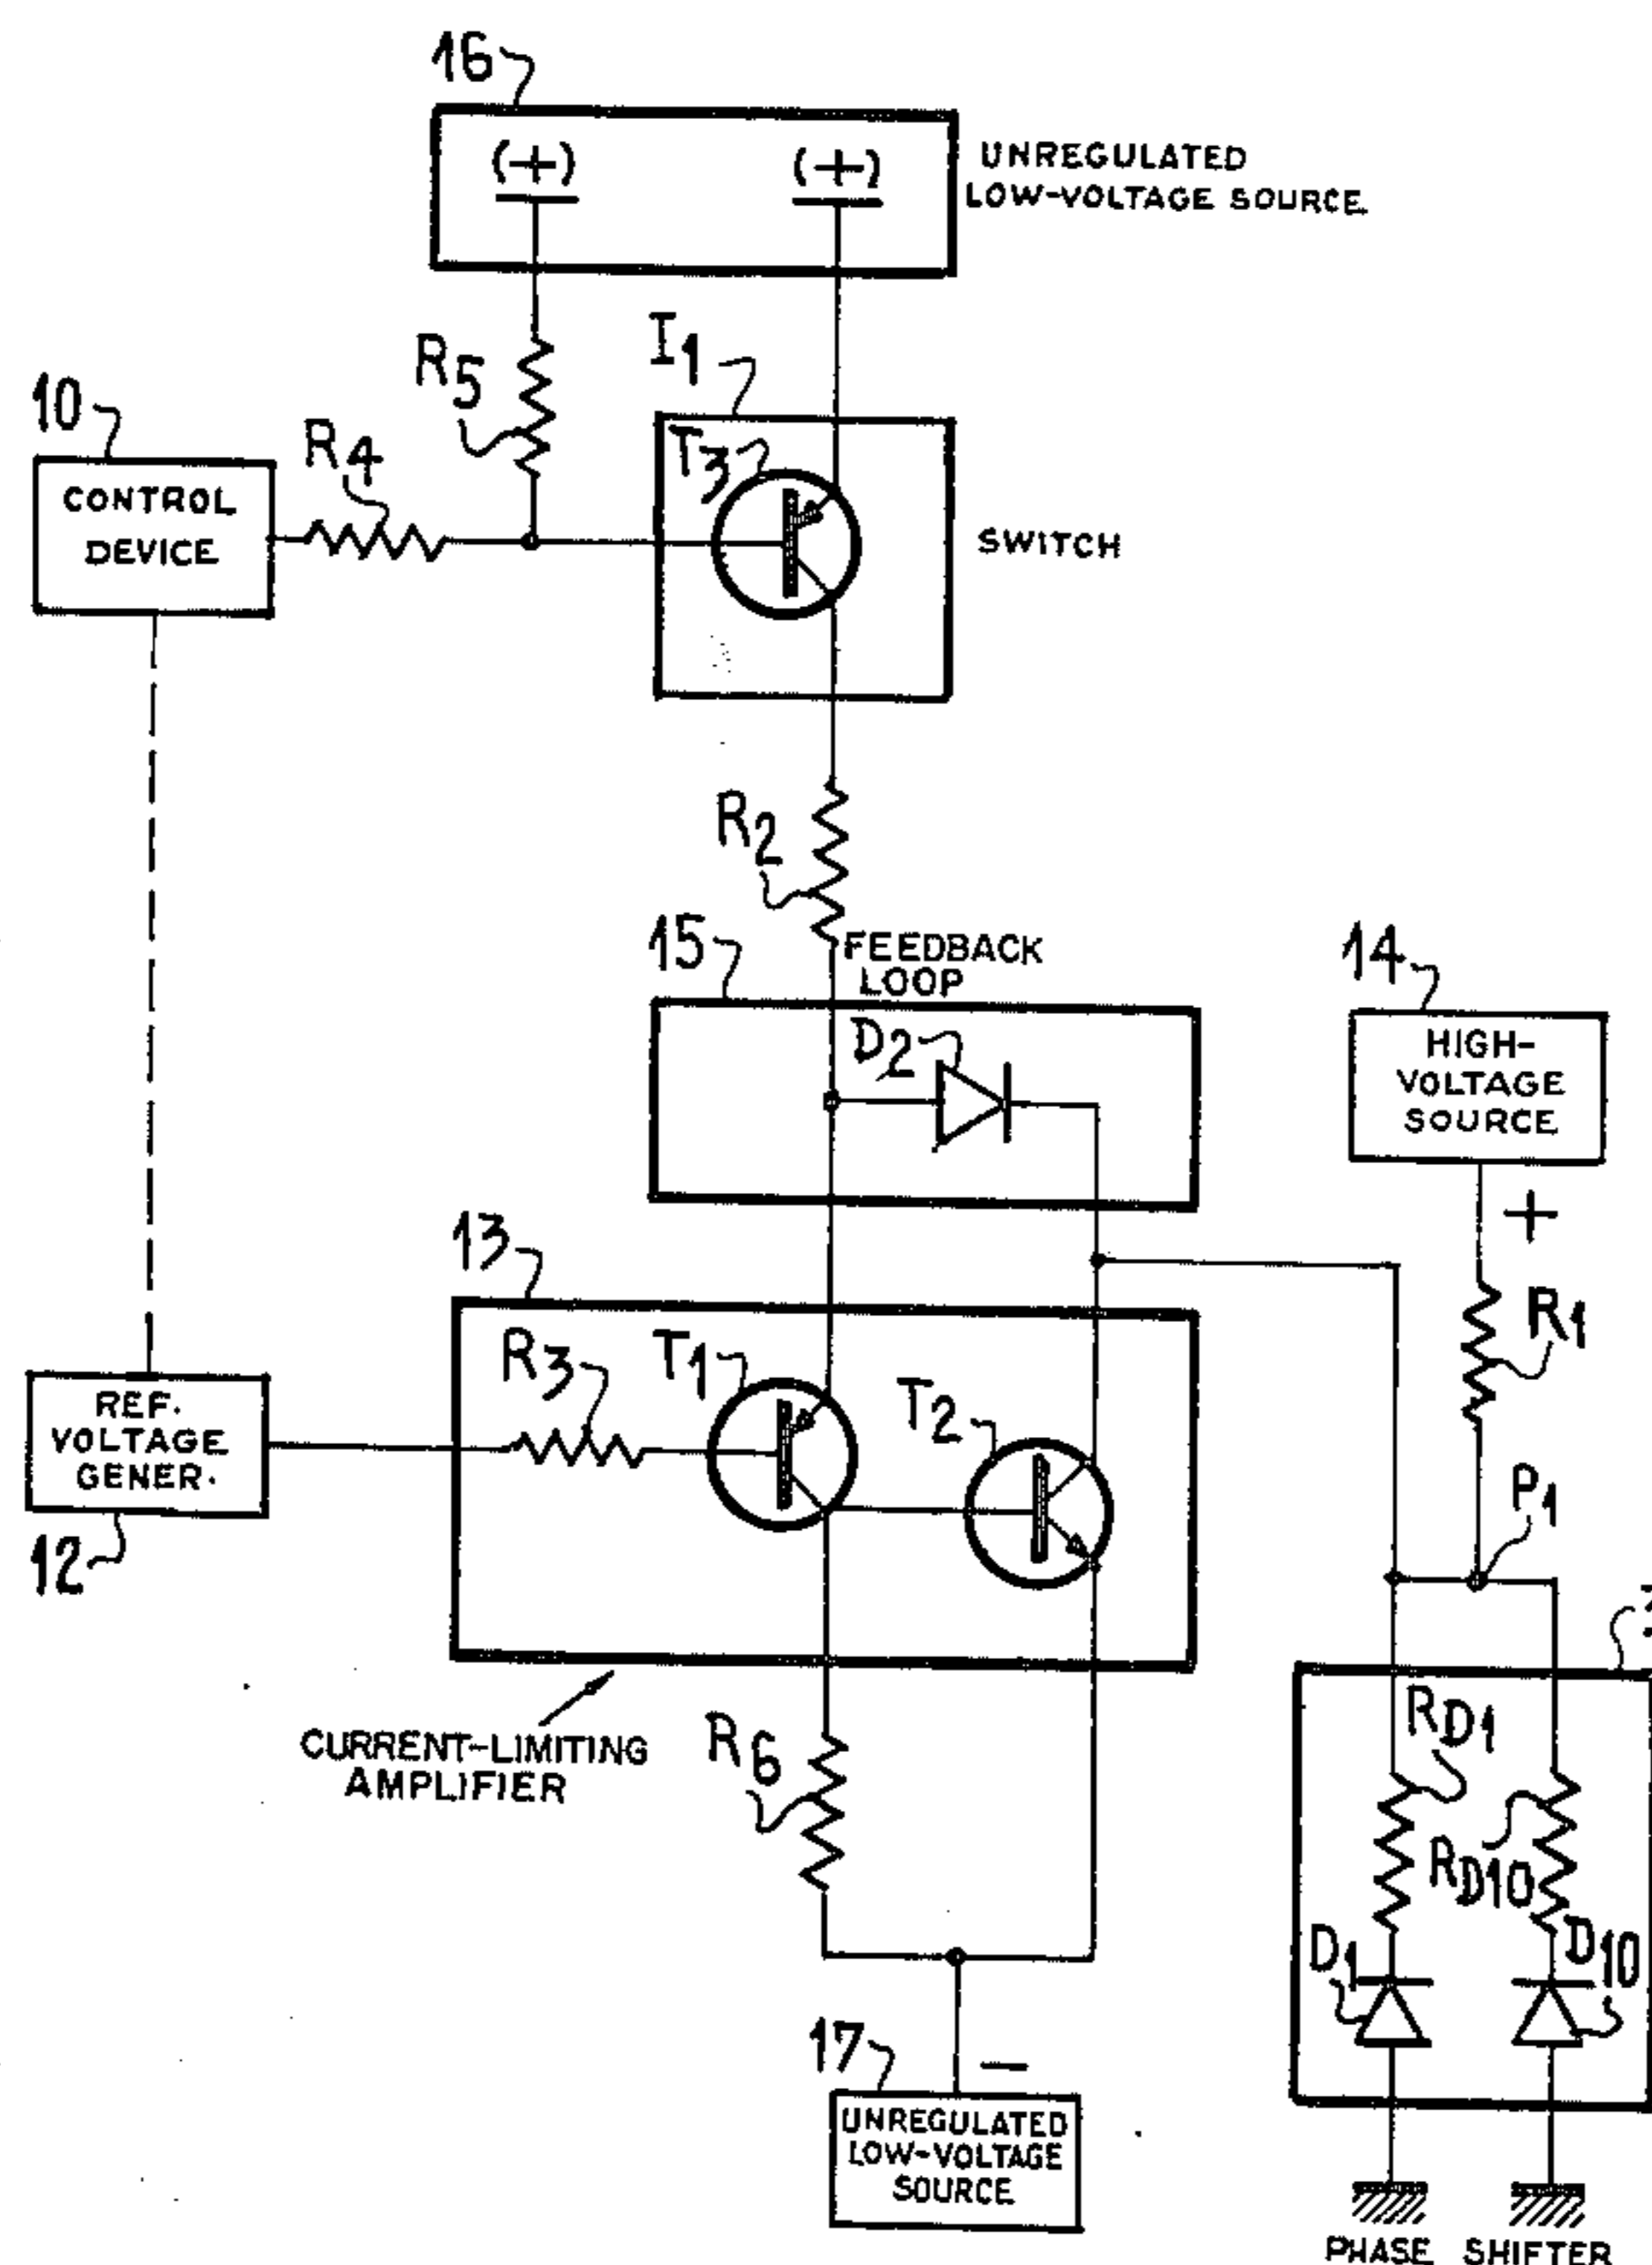 16
(+)
(+)
UNREGULATED
LOW-VOLTAGE SOURCE
R5
I1
10
R4
T3
CONTROL
DEVICE
SWITCH
R2
15
FEEDBACK
LOOP
14
D2
HIGH-
VOLTAGE
SOURCE
+
13
R1
R3
T1
T2
REF.
VOLTAGE
GENER.
P1
12
CURRENT-LIMITING
AMPLIFIER
R6
RD1
RD10
D1
D10
17
−
UNREGULATED
LOW-VOLTAGE
SOURCE
PHASE SHIFTER